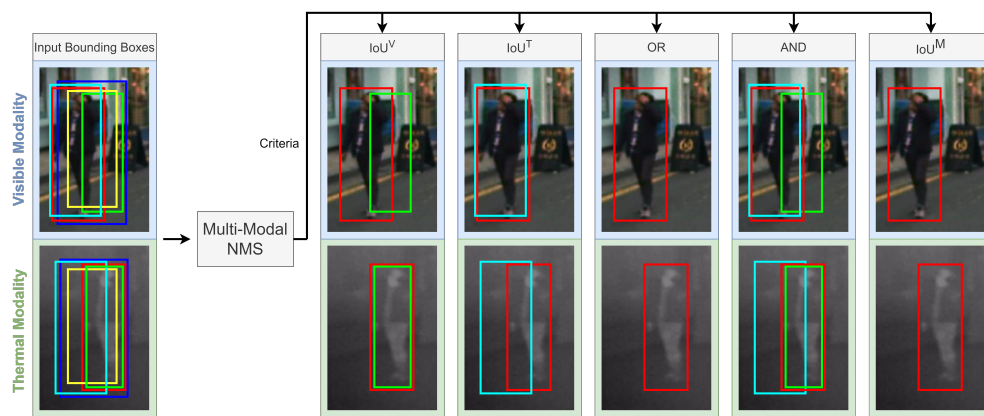 Input Bounding Boxes
IoU^V
IoU^T
OR
AND
IoU^M
Visible Modality
Criteria
Multi-Modal
NMS
Thermal Modality